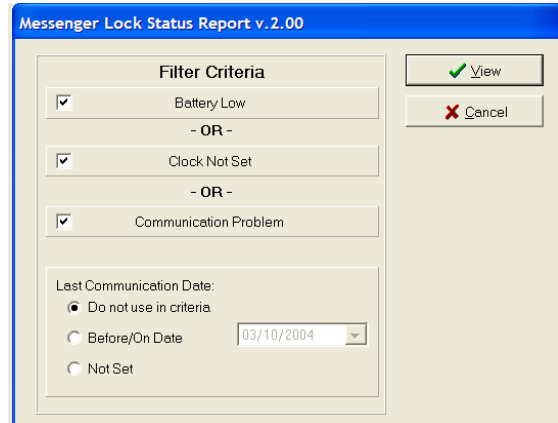 Messenger Lock Status Report v.2.00
Filter Criteria
Battery Low
- OR -
Clock Not Set
- OR -
Communication Problem
Last Communication Date:
Do not use in criteria
Before/On Date
03/10/2004
Not Set
View
Cancel